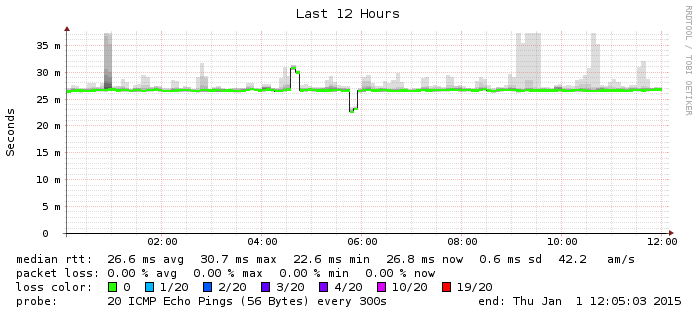 Last 12 Hours
RRDTOOL / TOBI OETIKER
Seconds
35 m
30 m
25 m
20 m
15 m
10 m
5 m
0
02:00 04:00 06:00 08:00 10:00 12:00
median rtt: 26.6 ms avg 30.7 ms max 22.6 ms min 26.8 ms now 0.6 ms sd 42.2 am/s
packet loss: 0.00 % avg 0.00 % max 0.00 % min 0.00 % now
loss color: 0 1/20 2/20 3/20 4/20 10/20 19/20
probe: 20 ICMP Echo Pings (56 Bytes) every 300s end: Thu Jan 1 12:05:03 2015